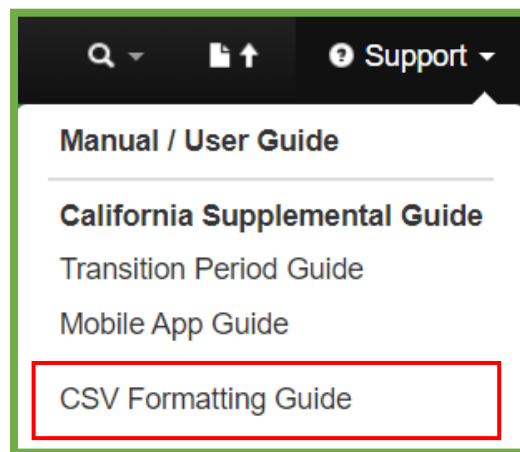 Support
Manual / User Guide
California Supplemental Guide
Transition Period Guide
Mobile App Guide
CSV Formatting Guide